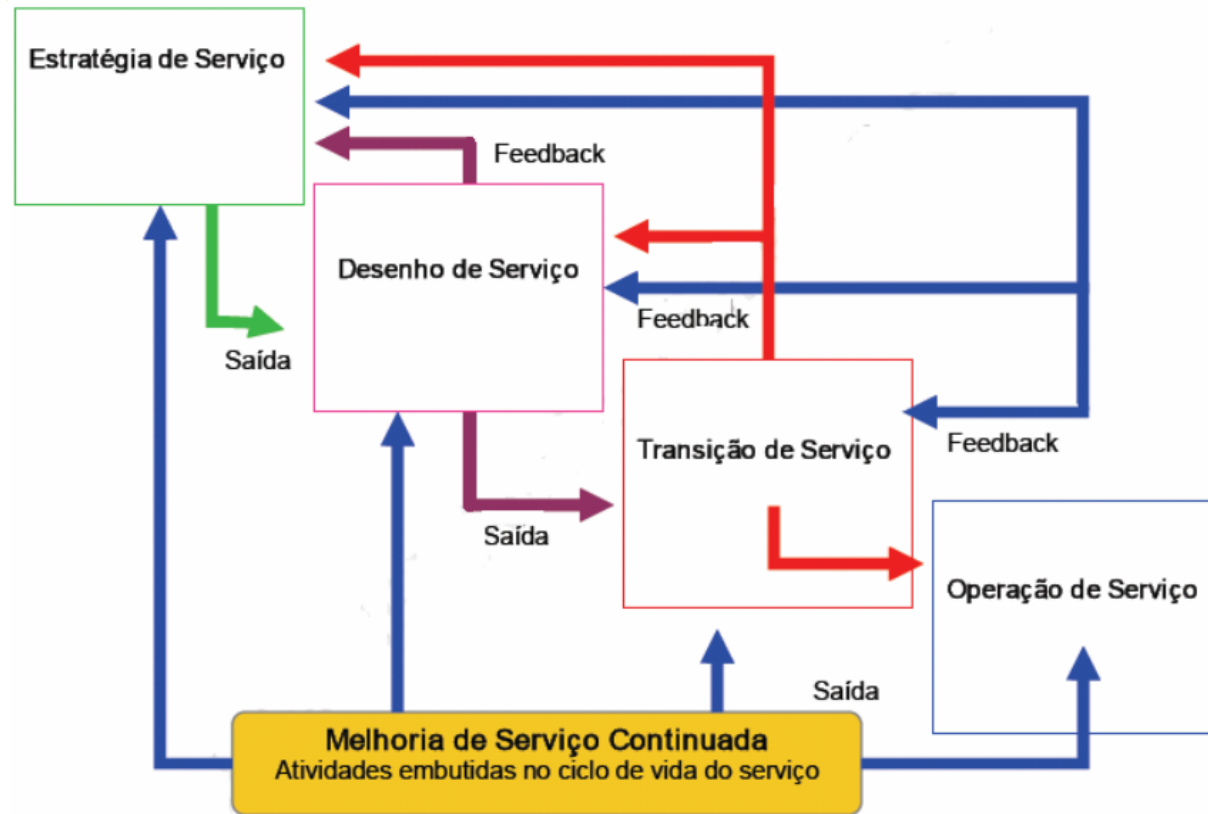 Estratégia de Serviço
Feedback
Desenho de Serviço
Feedback
Saída
Transição de Serviço
Feedback
Saída
Operação de Serviço
Saída
Melhoria de Serviço Continuada
Atividades embutidas no ciclo de vida do serviço